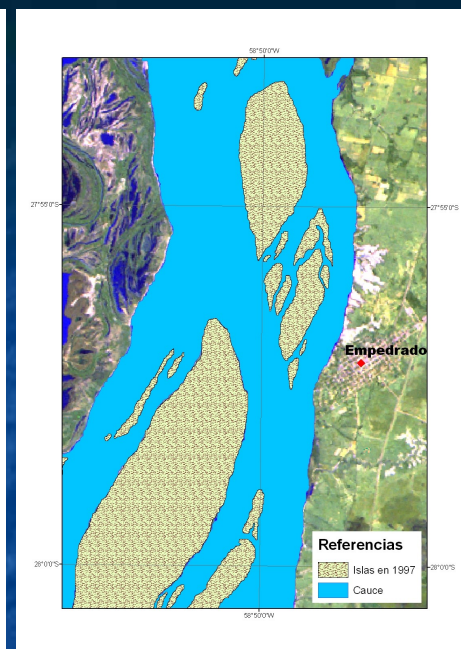 58°50'0"W
27°55'0"S
27°55'0"S
Empedrado
Referencias
Islas en 1997
Cauce
28°0'0"S
28°0'0"S
58°50'0"W